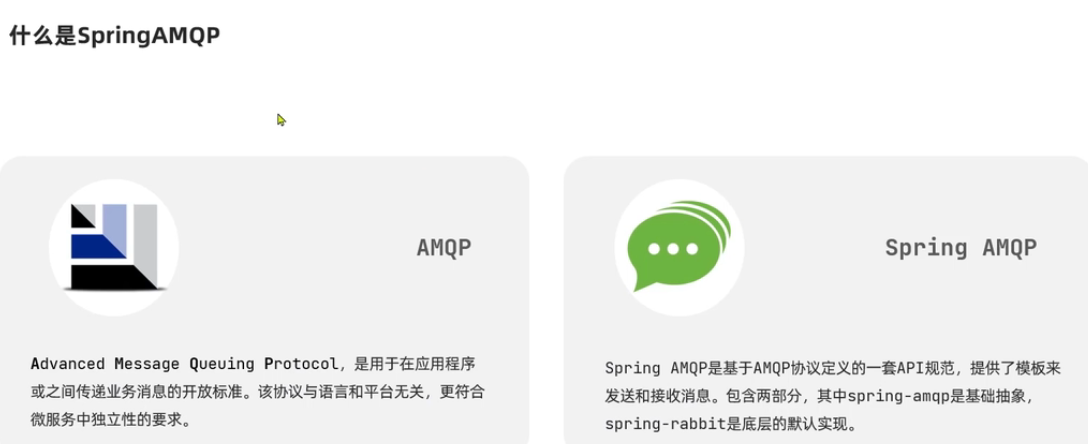 什么是SpringAMQP
AMQP
Advanced Message Queuing Protocol，是用于在应用程序
或之间传递业务消息的开放标准。该协议与语言和平台无关，更符合
微服务中独立性的要求。
Spring AMQP
Spring AMQP是基于AMQP协议定义的一套API规范，提供了模板来
发送和接收消息。包含两部分，其中spring-amqp是基础抽象，
spring-rabbit是底层的默认实现。